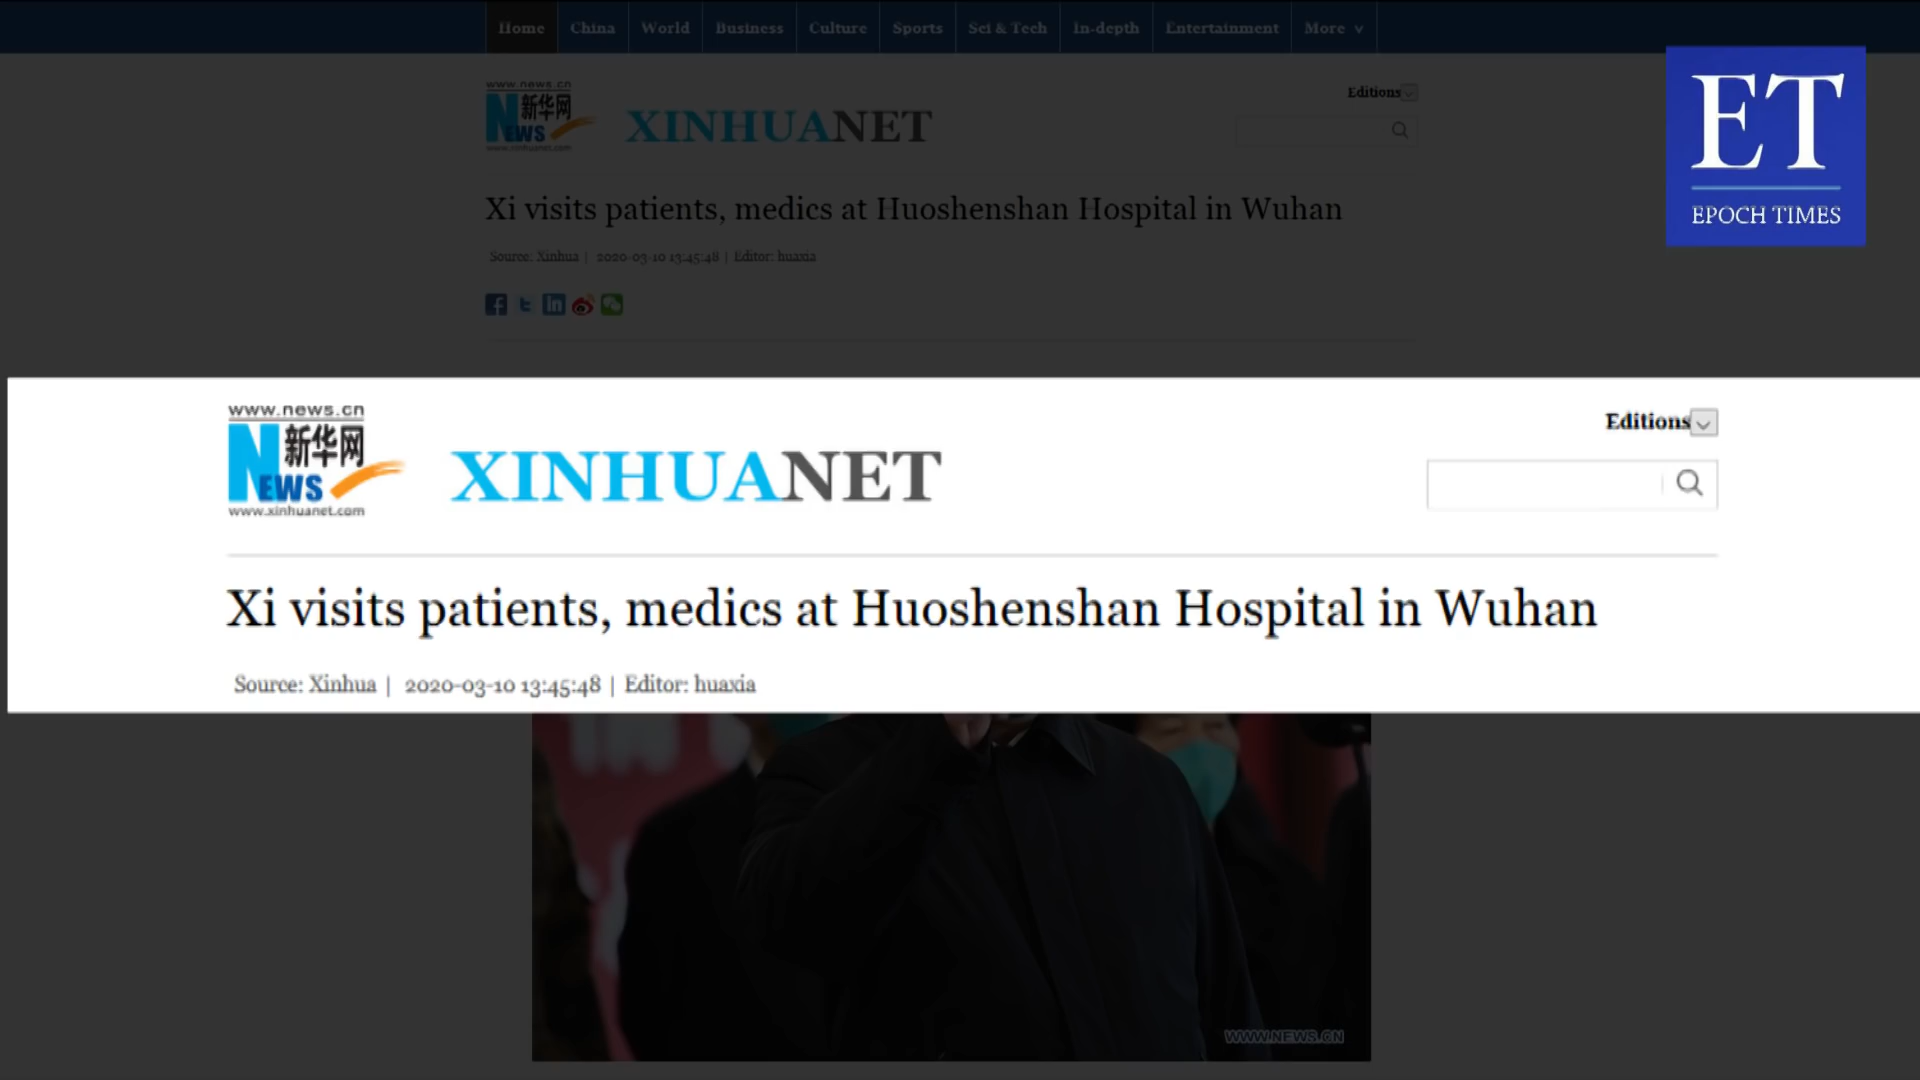 Home China World Business Culture Sports Sci & Tech In-depth Entertainment More
www.news.cn
新华网
NEWS
www.xinhuanet.com
XINHUANET
Editions
ET
EPOCH TIMES
Xi visits patients, medics at Huoshenshan Hospital in Wuhan
Source: Xinhua | 2020-03-10 13:45:48 | Editor: huaxia
www.news.cn
新华网
NEWS
www.xinhuanet.com
XINHUANET
Editions
Xi visits patients, medics at Huoshenshan Hospital in Wuhan
Source: Xinhua | 2020-03-10 13:45:48 | Editor: huaxia
WWW.NEWS.CN